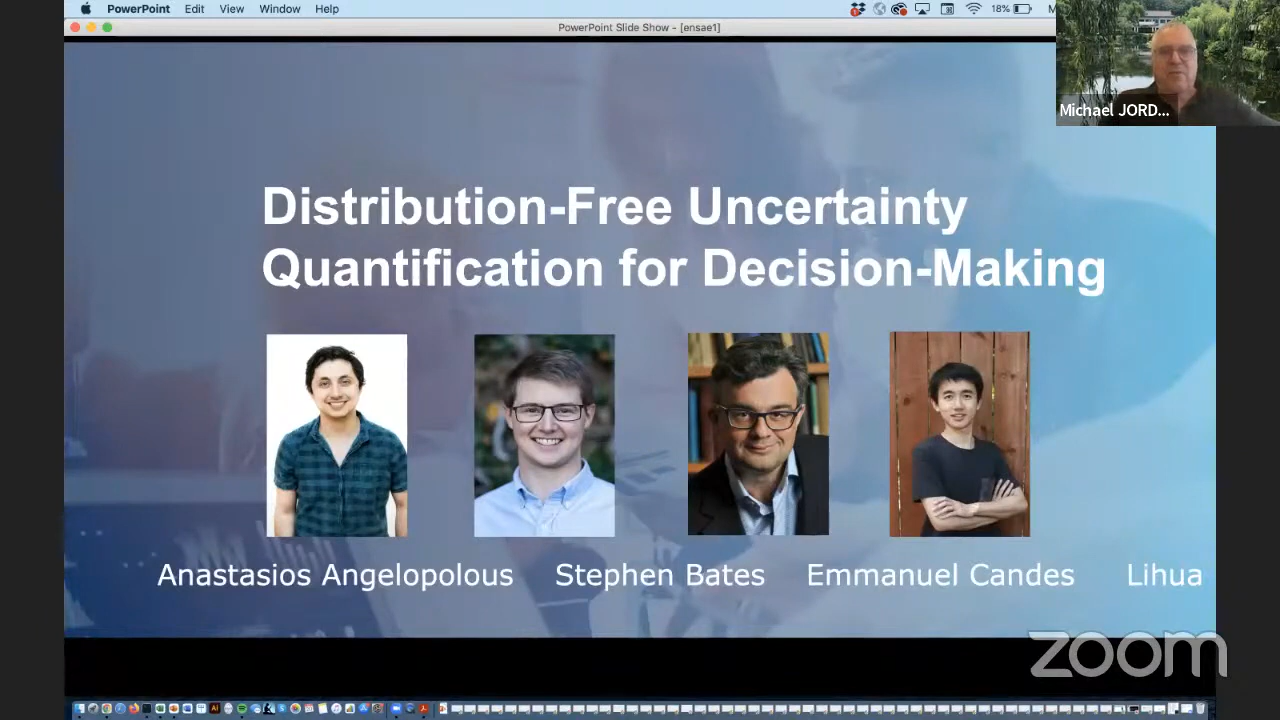 PowerPoint Edit View Window Help 18%
PowerPoint Slide Show - [ensae1]
Michael JORD...
Distribution-Free Uncertainty
Quantification for Decision-Making
Anastasios Angelopolous Stephen Bates Emmanuel Candes Lihua
zoom